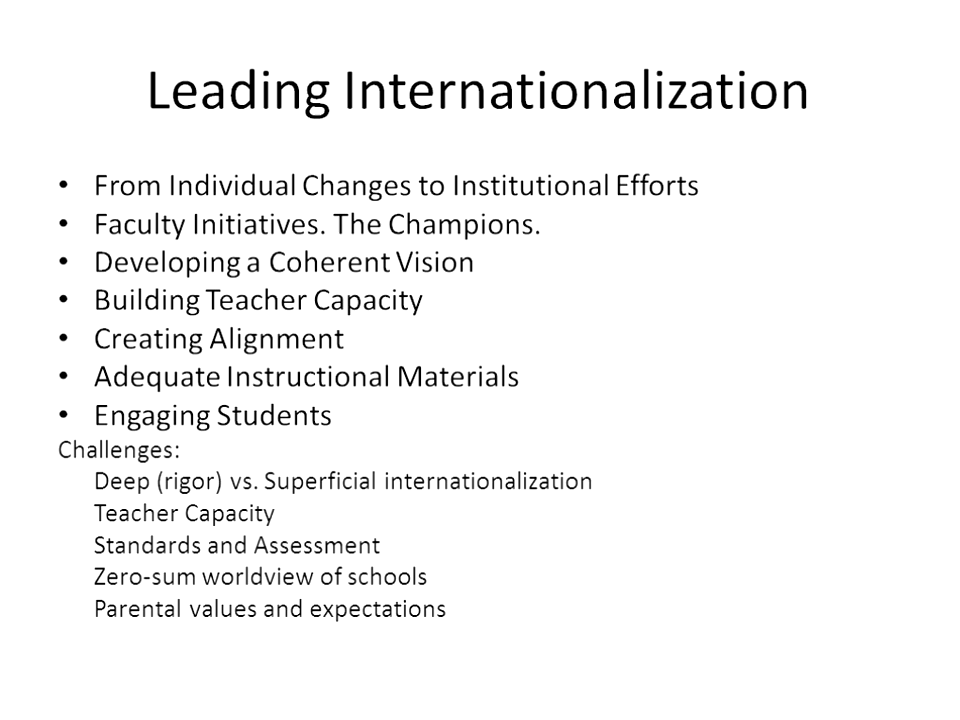 Leading Internationalization
• From Individual Changes to Institutional Efforts
• Faculty Initiatives. The Champions.
• Developing a Coherent Vision
• Building Teacher Capacity
• Creating Alignment
• Adequate Instructional Materials
• Engaging Students
Challenges:
Deep (rigor) vs. Superficial internationalization
Teacher Capacity
Standards and Assessment
Zero-sum worldview of schools
Parental values and expectations